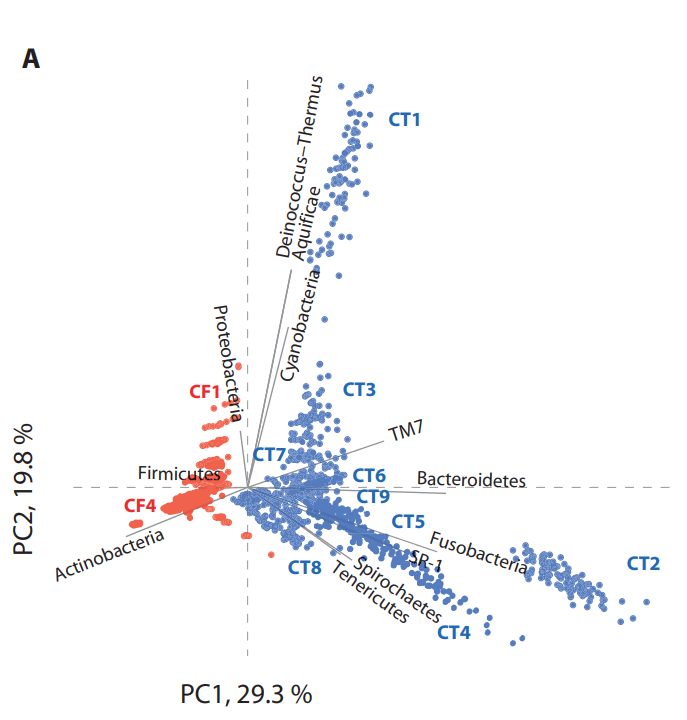 A
Deinococcus–Thermus
Aquificae
CT1
Cyanobacteria
Proteobacteria
CF1
CT3
TM7
CT7
Firmicutes
CT6
Bacteroidetes
CT9
CF4
CT5
Actinobacteria
Fusobacteria
SR-1
CT2
CT8
Spirochaetes
Tenericutes
CT4
PC2, 19.8 %
PC1, 29.3 %